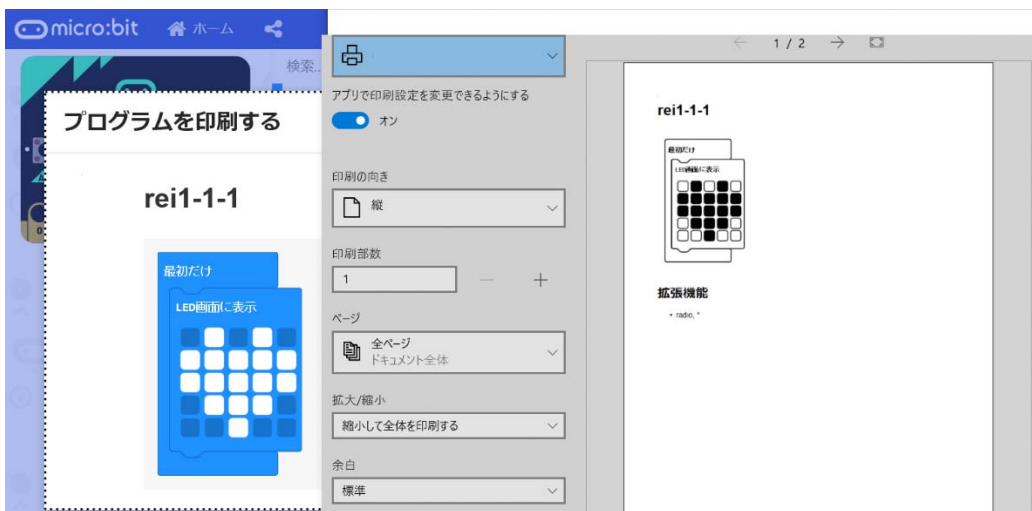 micro:bit
ホーム
検索..
プログラムを印刷する
rei1-1-1
最初だけ
LED画面に表示
アプリで印刷設定を変更できるようにする
オン
印刷の向き
縦
印刷部数
1
ページ
全ページ
ドキュメント全体
拡大/縮小
縮小して全体を印刷する
余白
標準
1 / 2
rei1-1-1
最初だけ
LED画面に表示
拡張機能
• radio, *